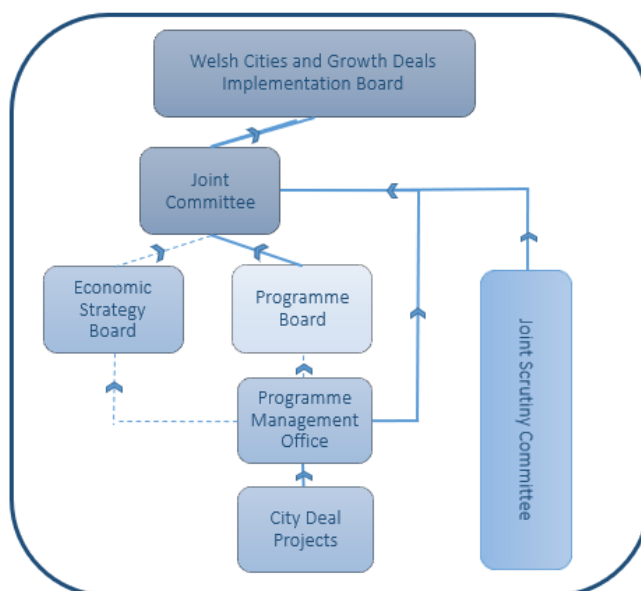 Welsh Cities and Growth Deals
Implementation Board
Joint
Committee
Economic
Strategy
Board
Programme
Board
Programme
Management
Office
City Deal
Projects
Joint Scrutiny Committee